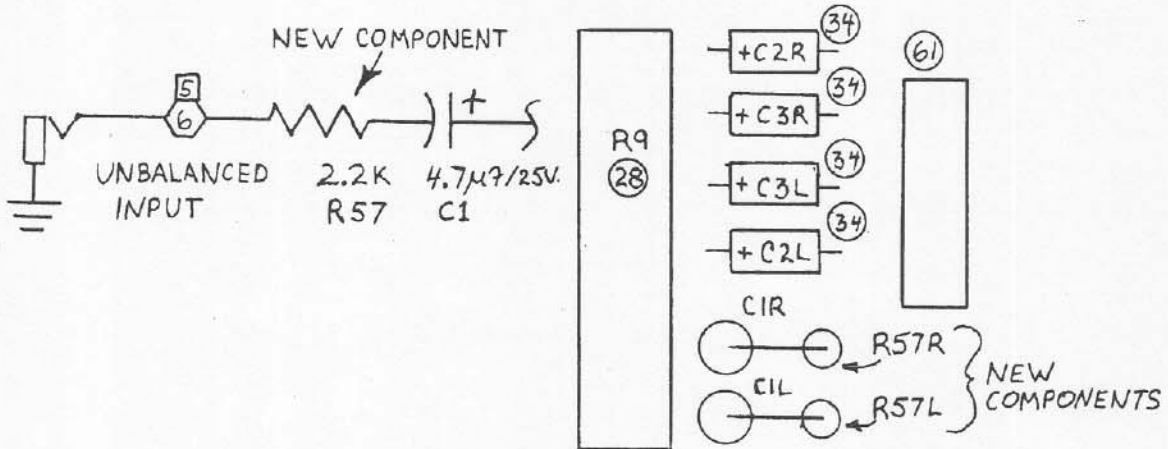 NEW COMPONENT
5
6
UNBALANCED
INPUT
2.2K
R57
+
4.7µ7/25V.
C1
R9
28
+C2R
34
+C3R
34
+C3L
34
+C2L
34
61
C1R
R57R
C1L
R57L
NEW
COMPONENTS